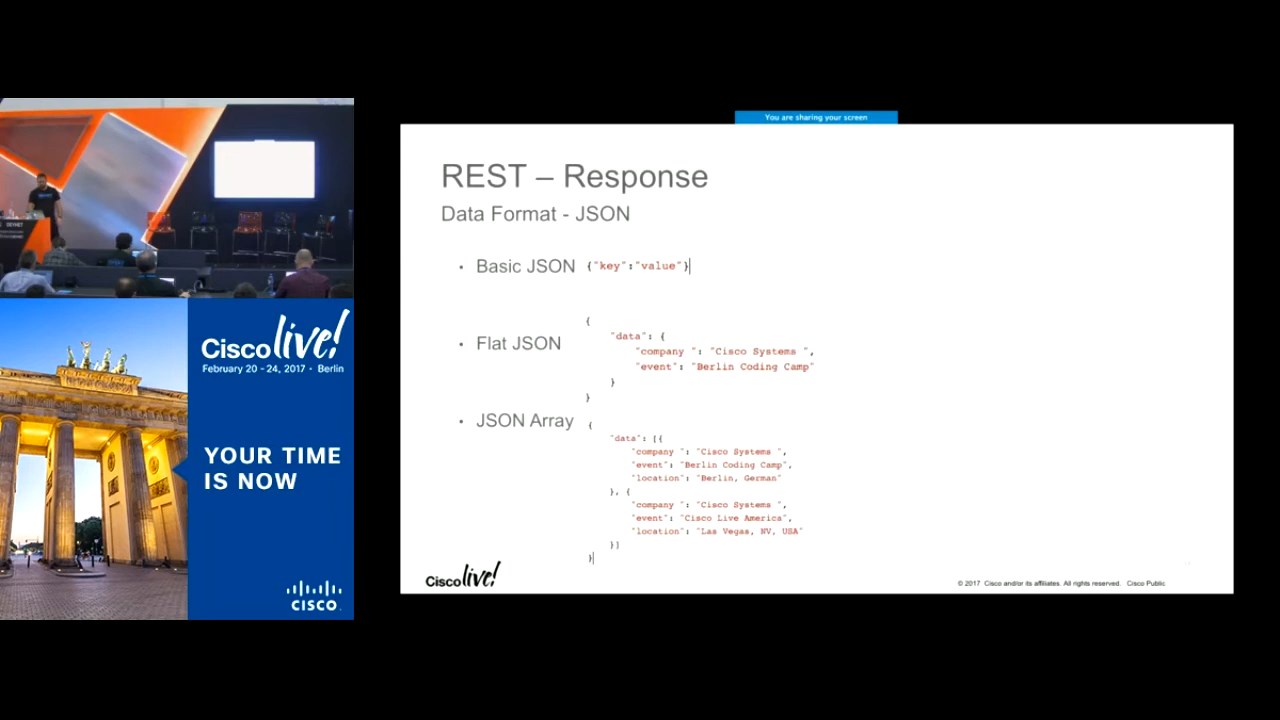 You are sharing your screen
REST – Response
Data Format - JSON
• Basic JSON {"key":"value"}
• Flat JSON
{
"data": {
"company ": "Cisco Systems ",
"event": "Berlin Coding Camp"
}
}
• JSON Array
{
"data": [{
"company ": "Cisco Systems ",
"event": "Berlin Coding Camp",
"location": "Berlin, German"
}, {
"company ": "Cisco Systems ",
"event": "Cisco Live America",
"location": "Las Vegas, NV, USA"
}]
}
Cisco live!
© 2017 Cisco and/or its affiliates. All rights reserved. Cisco Public
Cisco live!
February 20 - 24, 2017 • Berlin
YOUR TIME
IS NOW
CISCO